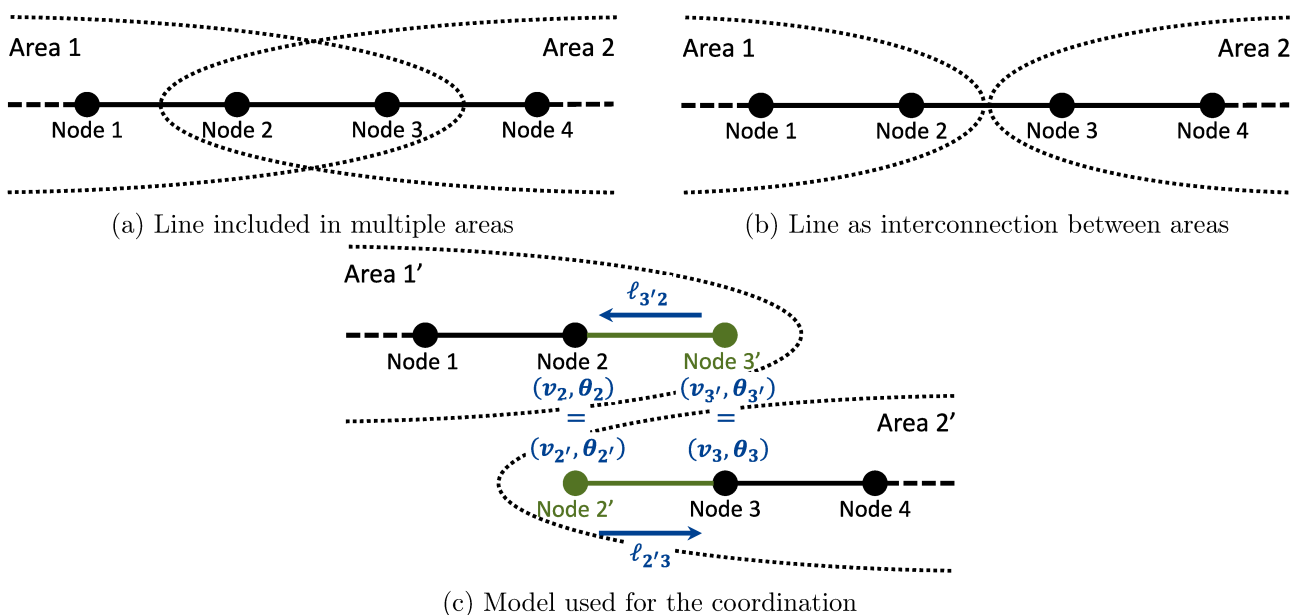 Area 1
Area 2
Node 1
Node 2
Node 3
Node 4
(a) Line included in multiple areas
Area 1
Area 2
Node 1
Node 2
Node 3
Node 4
(b) Line as interconnection between areas
Area 1’
ℓ₃′₂
Node 1
Node 2
Node 3’
(v₂, θ₂)
=
(v₂′, θ₂′)
(v₃′, θ₃′)
=
(v₃, θ₃)
Area 2’
Node 2’
Node 3
Node 4
ℓ₂′₃
(c) Model used for the coordination